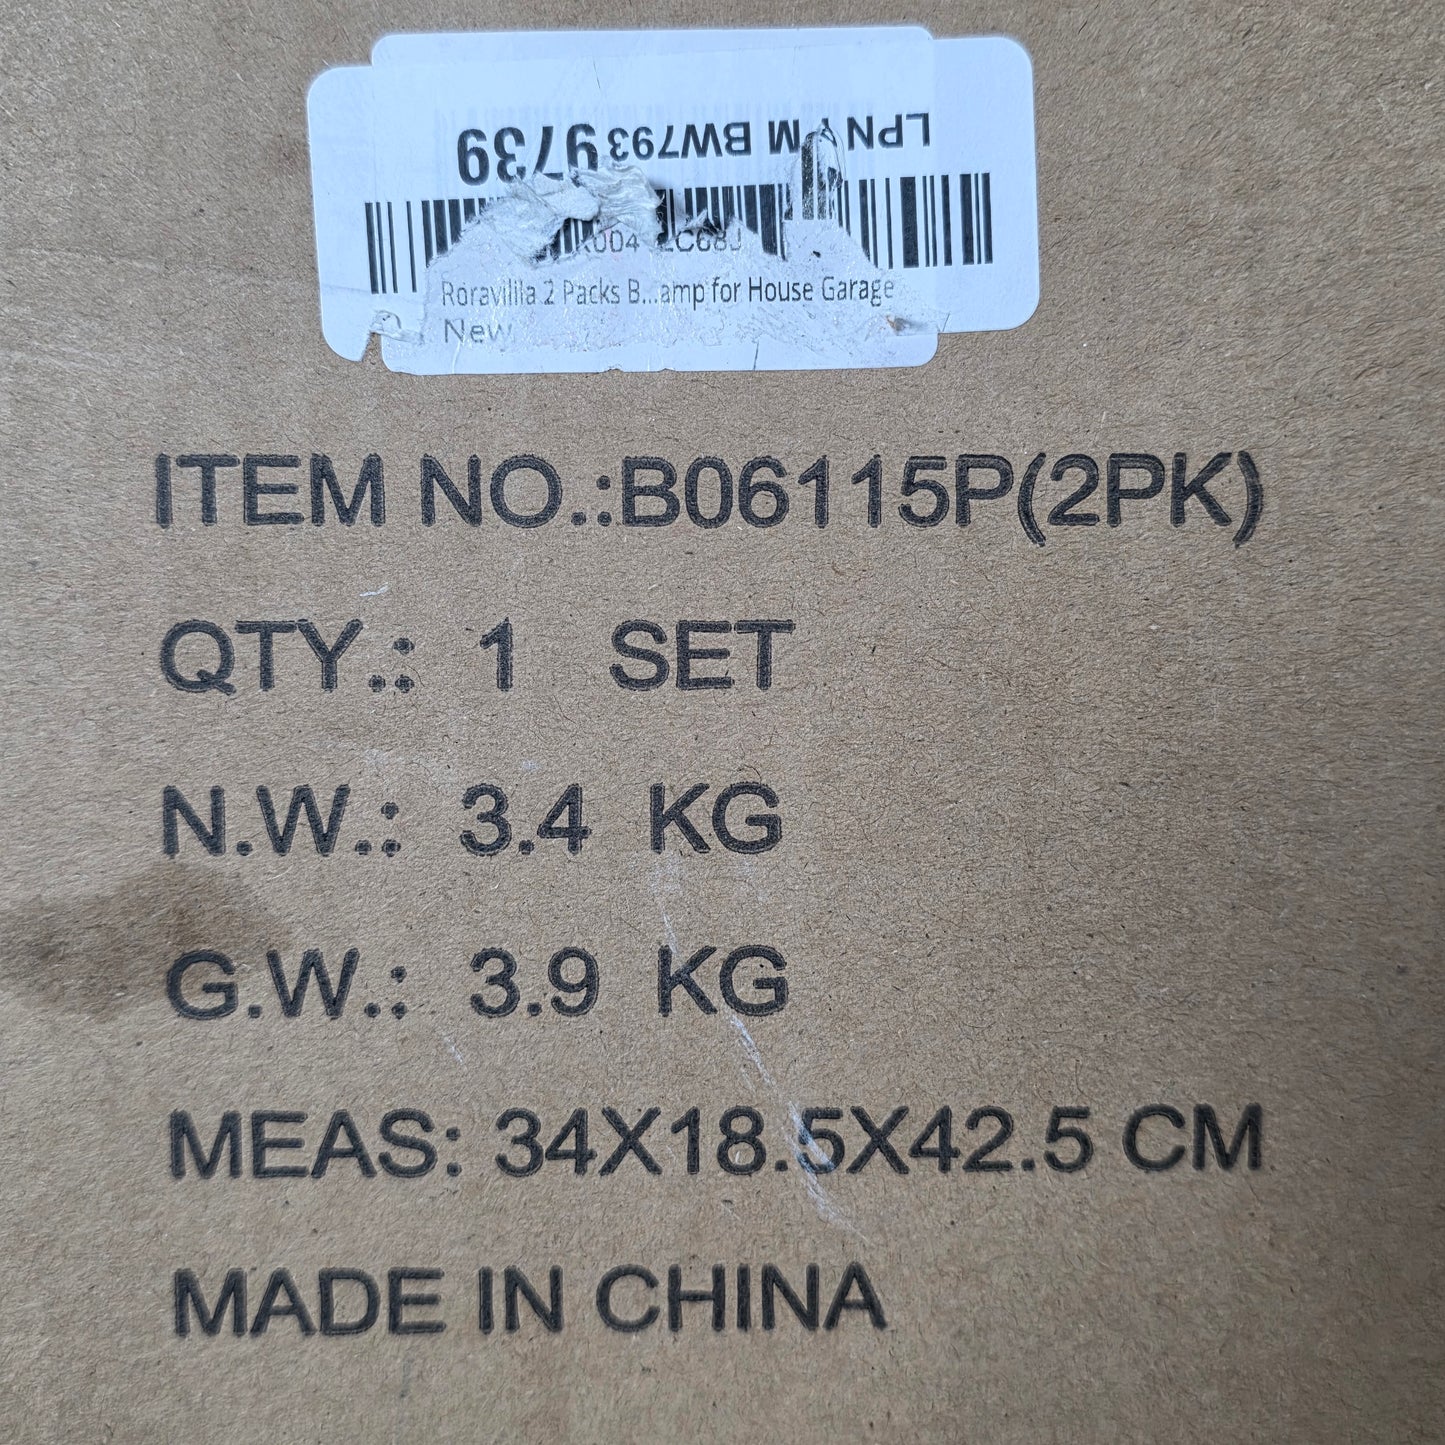 LPN BW793 9739
Roravillla 2 Packs B...amp for House Garage
New
ITEM NO.:B06115P(2PK)
QTY.: 1 SET
N.W.: 3.4 KG
G.W.: 3.9 KG
MEAS: 34X18.5X42.5 CM
MADE IN CHINA